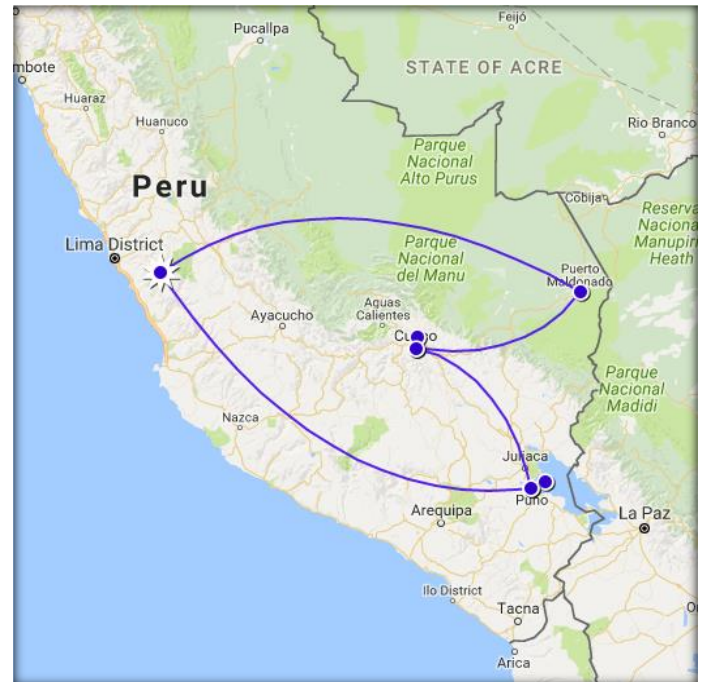 Feijó
Pucallpa
mbote
STATE OF ACRE
Huaraz
Huanuco
Rio Branco
Parque
Nacional
Alto Purus
Peru
Cobija
Reserva
Naciona
Manupiri
Heath
Lima District
Parque
Nacional
del Manu
Puerto
Maldonado
Aguas
Calientes
Ayacucho
Parque
Nacional
Madidi
Nazca
Juliaca
Puno
Arequipa
La Paz
Ilo District
Tacna
Arica